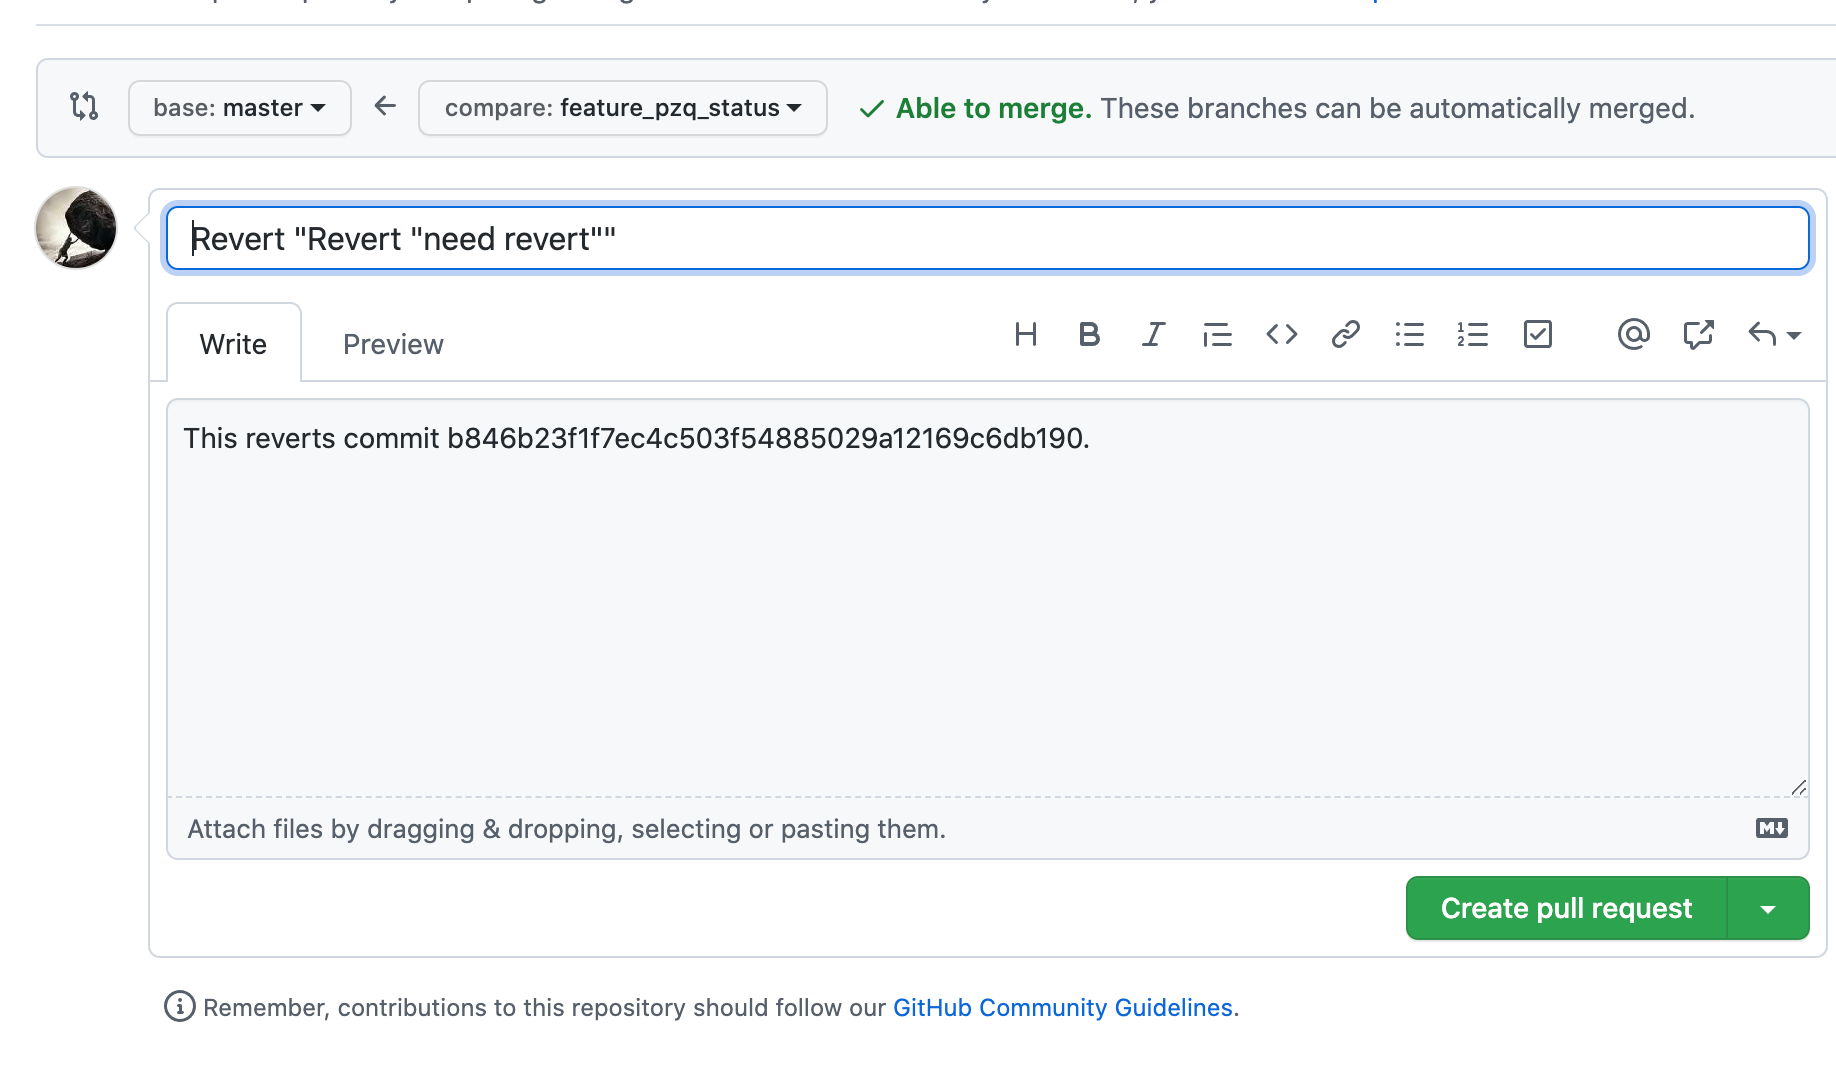 base: master
compare: feature_pzq_status
Able to merge. These branches can be automatically merged.
Revert "Revert "need revert""
Write
Preview
This reverts commit b846b23f1f7ec4c503f54885029a12169c6db190.
Attach files by dragging & dropping, selecting or pasting them.
Create pull request
Remember, contributions to this repository should follow our GitHub Community Guidelines.